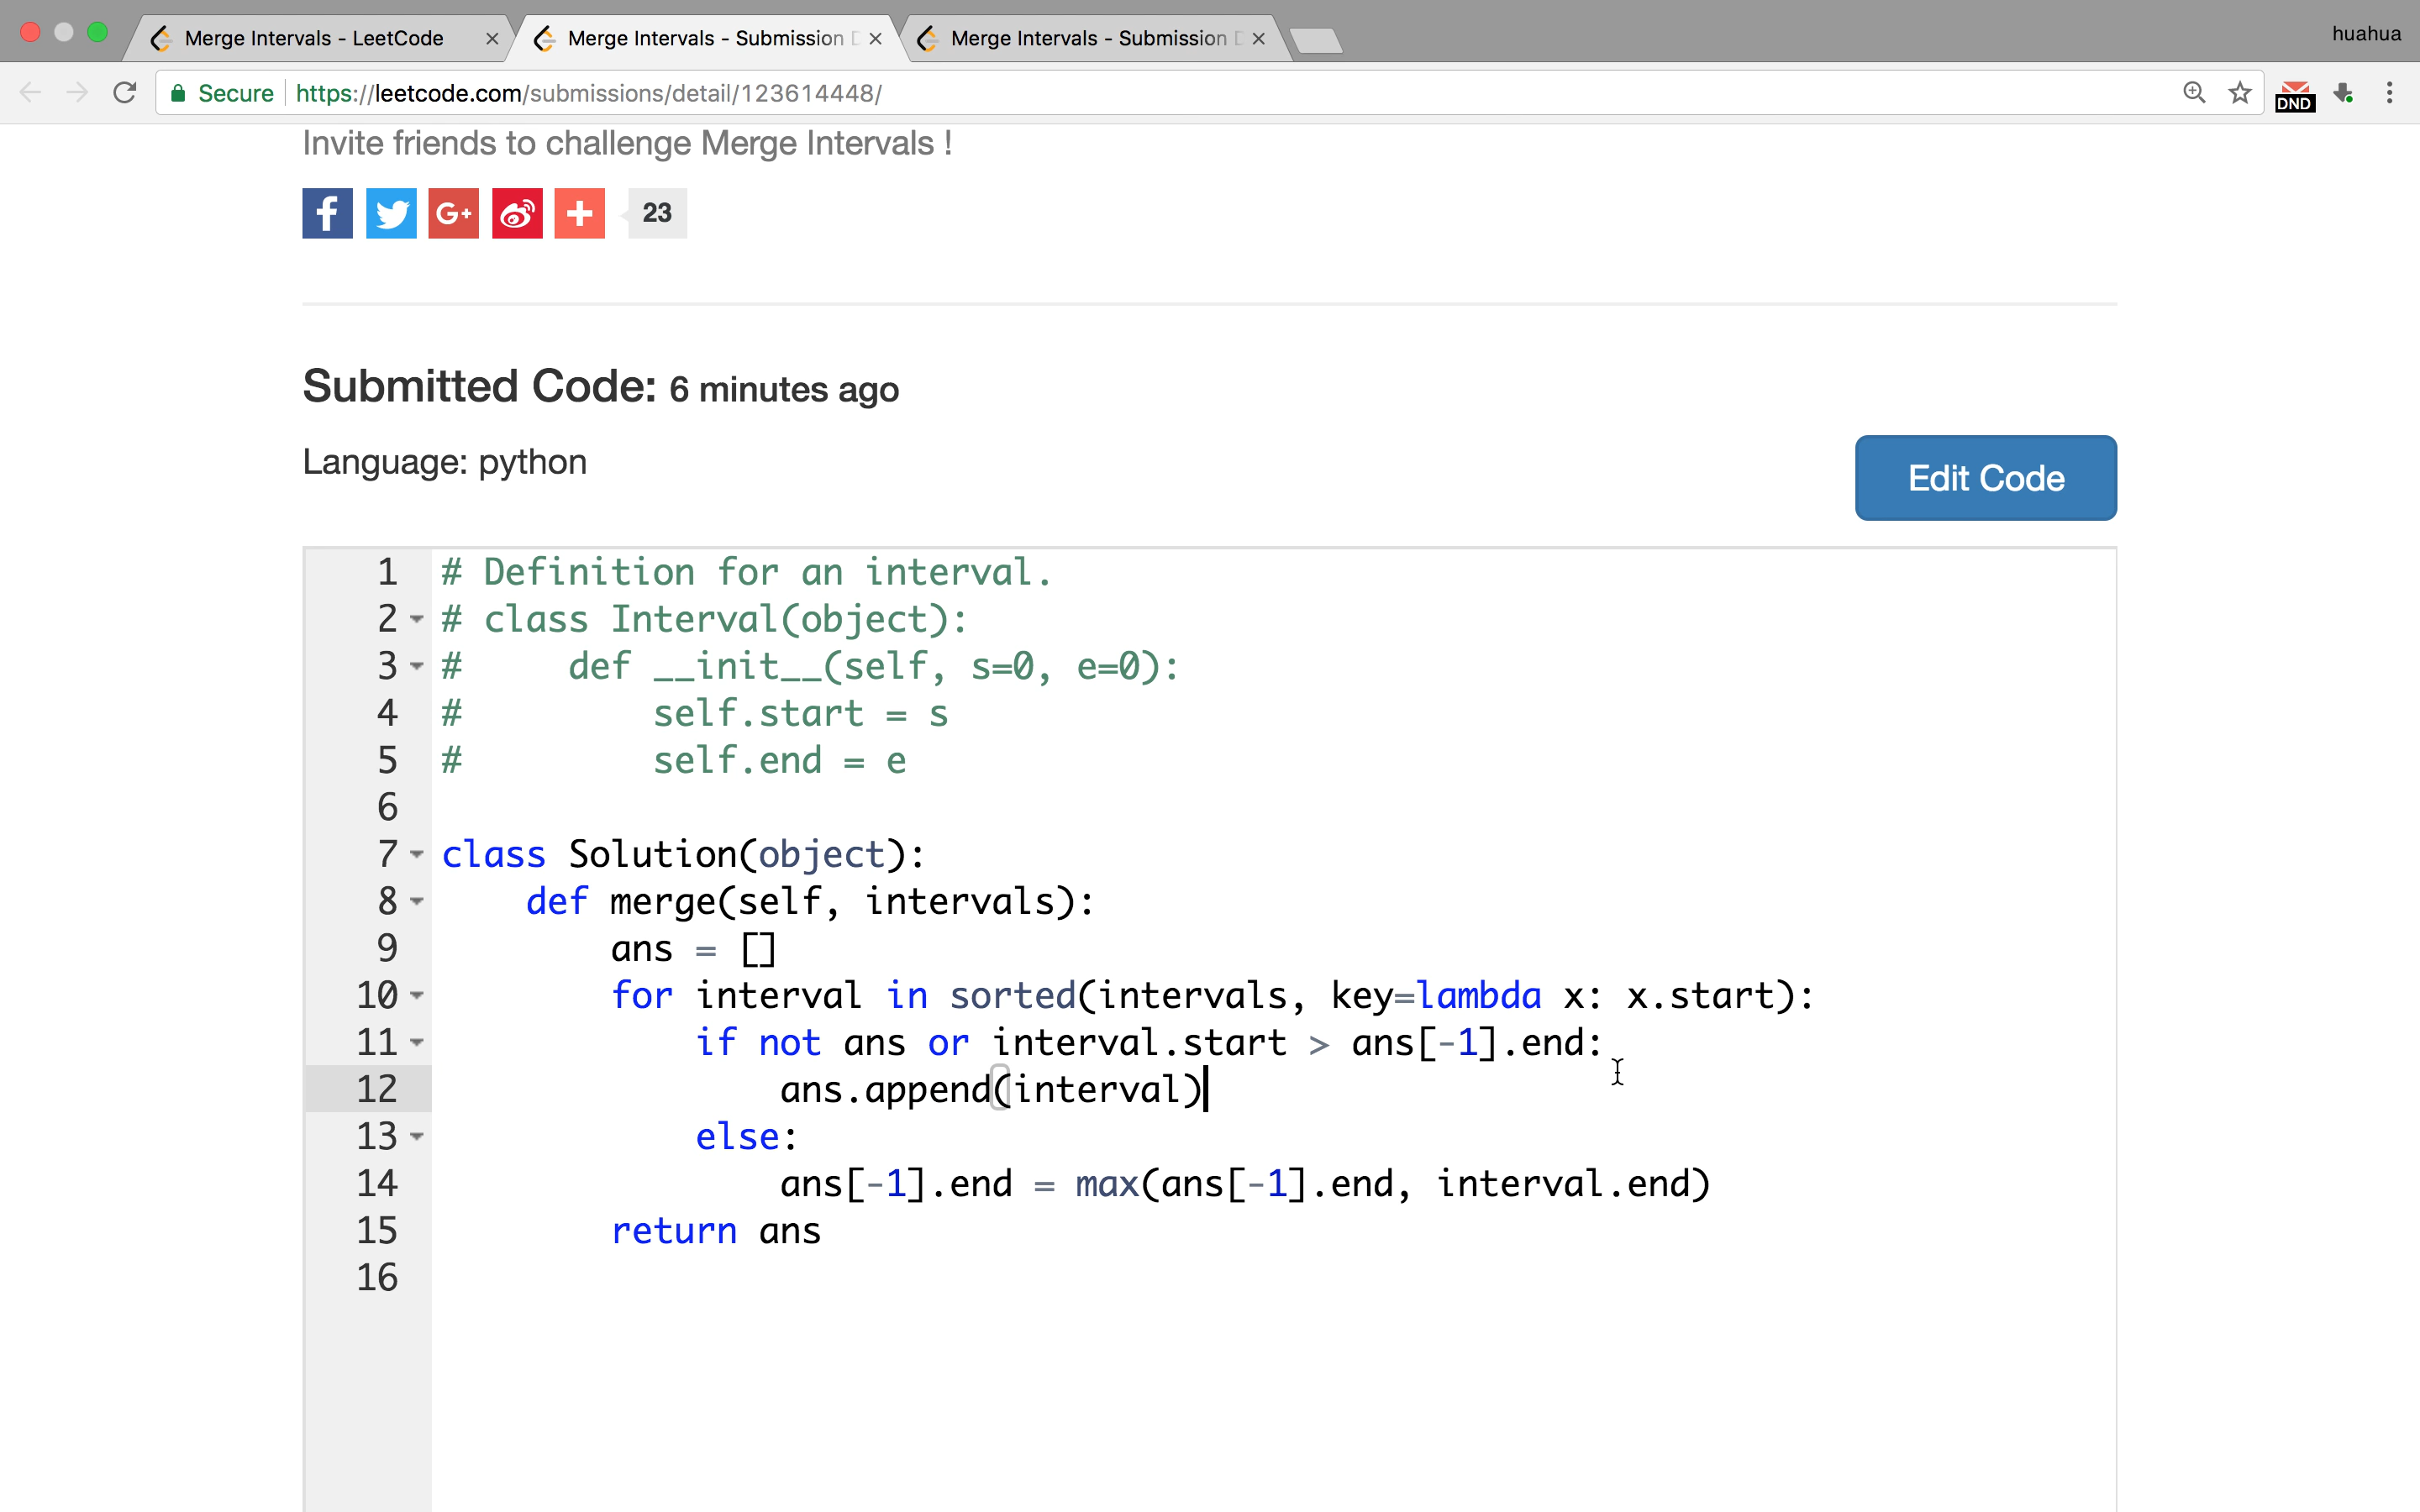 Merge Intervals - LeetCode
Merge Intervals - Submission D
Merge Intervals - Submission D
huahua
Secure
https://leetcode.com/submissions/detail/123614448/
DND
Invite friends to challenge Merge Intervals !
f
G+
23
Submitted Code: 6 minutes ago
Language: python
Edit Code
1 # Definition for an interval.
2 # class Interval(object):
3 #     def __init__(self, s=0, e=0):
4 #         self.start = s
5 #         self.end = e
6
7 class Solution(object):
8     def merge(self, intervals):
9         ans = []
10         for interval in sorted(intervals, key=lambda x: x.start):
11             if not ans or interval.start > ans[-1].end:
12                 ans.append(interval)
13             else:
14                 ans[-1].end = max(ans[-1].end, interval.end)
15         return ans
16